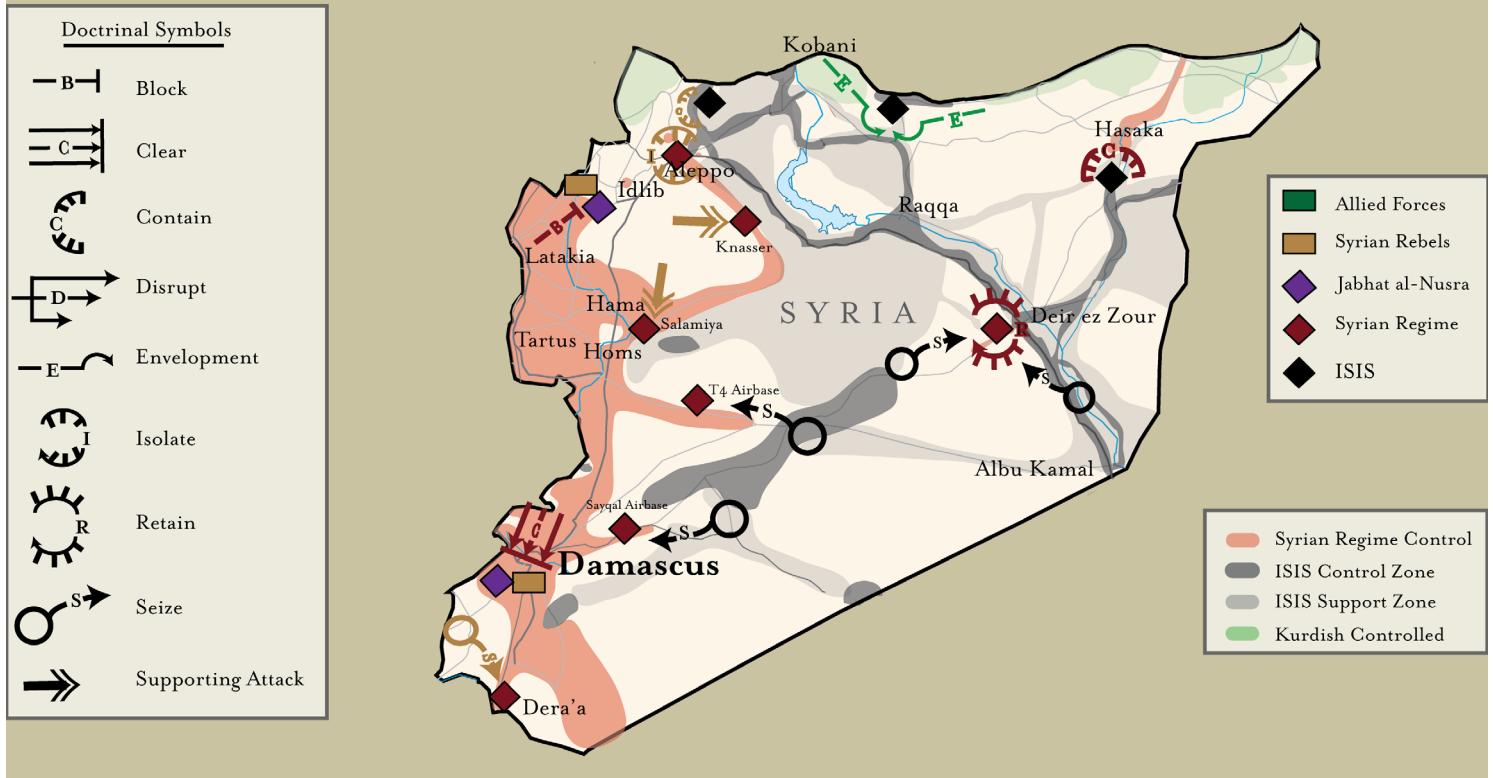 Doctrinal Symbols
B
Block
C
Clear
C
Contain
D
Disrupt
E
Envelopment
I
Isolate
R
Retain
S
Seize
Supporting Attack
Kobani
E
E
Hasaka
C
C
I
Aleppo
Idlib
Raqqa
B
Knasser
Latakia
SYRIA
Hama
Salamiya
Deir ez Zour
R
Tartus
Homs
S
S
T4 Airbase
S
Albu Kamal
Sayqal Airbase
C
S
Damascus
S
Dera'a
Allied Forces
Syrian Rebels
Jabhat al-Nusra
Syrian Regime
ISIS
Syrian Regime Control
ISIS Control Zone
ISIS Support Zone
Kurdish Controlled